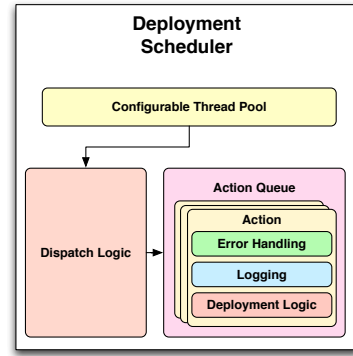 Deployment
Scheduler
Configurable Thread Pool
Dispatch Logic
Action Queue
Action
Error Handling
Logging
Deployment Logic